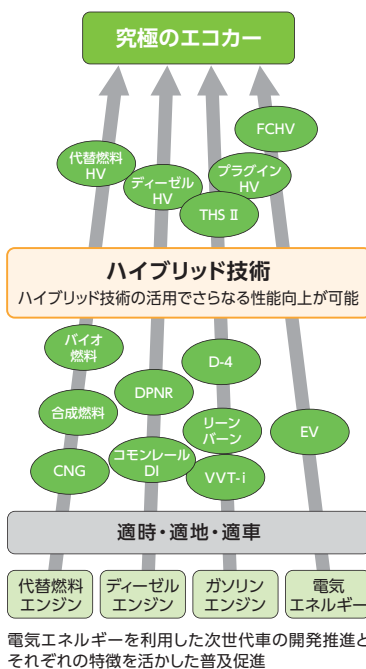 究極のエコカー
FCHV
代替燃料
HV
ディーゼル
HV
プラグイン
HV
THS Ⅱ
ハイブリッド技術
ハイブリッド技術の活用でさらなる性能向上が可能
バイオ
燃料
D-4
DPNR
合成燃料
リーン
バーン
EV
コモンレール
DI
CNG
VVT-i
適時・適地・適車
代替燃料
エンジン
ディーゼル
エンジン
ガソリン
エンジン
電気
エネルギー
電気エネルギーを利用した次世代車の開発推進と
それぞれの特徴を活かした普及促進